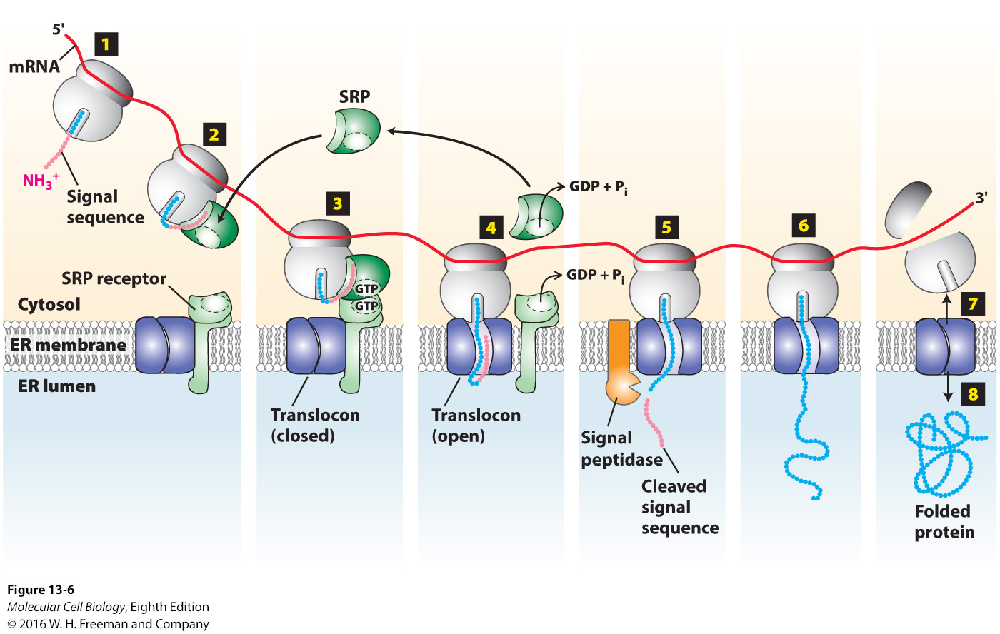 5'
1
mRNA
NH₃⁺
Signal
sequence
2
SRP
GDP + Pᵢ
3
4
5
6
3'
SRP receptor
GTP
GTP
GDP + Pᵢ
Cytosol
7
ER membrane
ER lumen
8
Translocon
(closed)
Translocon
(open)
Signal
peptidase
Cleaved
signal
sequence
Folded
protein
Figure 13-6
Molecular Cell Biology, Eighth Edition
© 2016 W. H. Freeman and Company